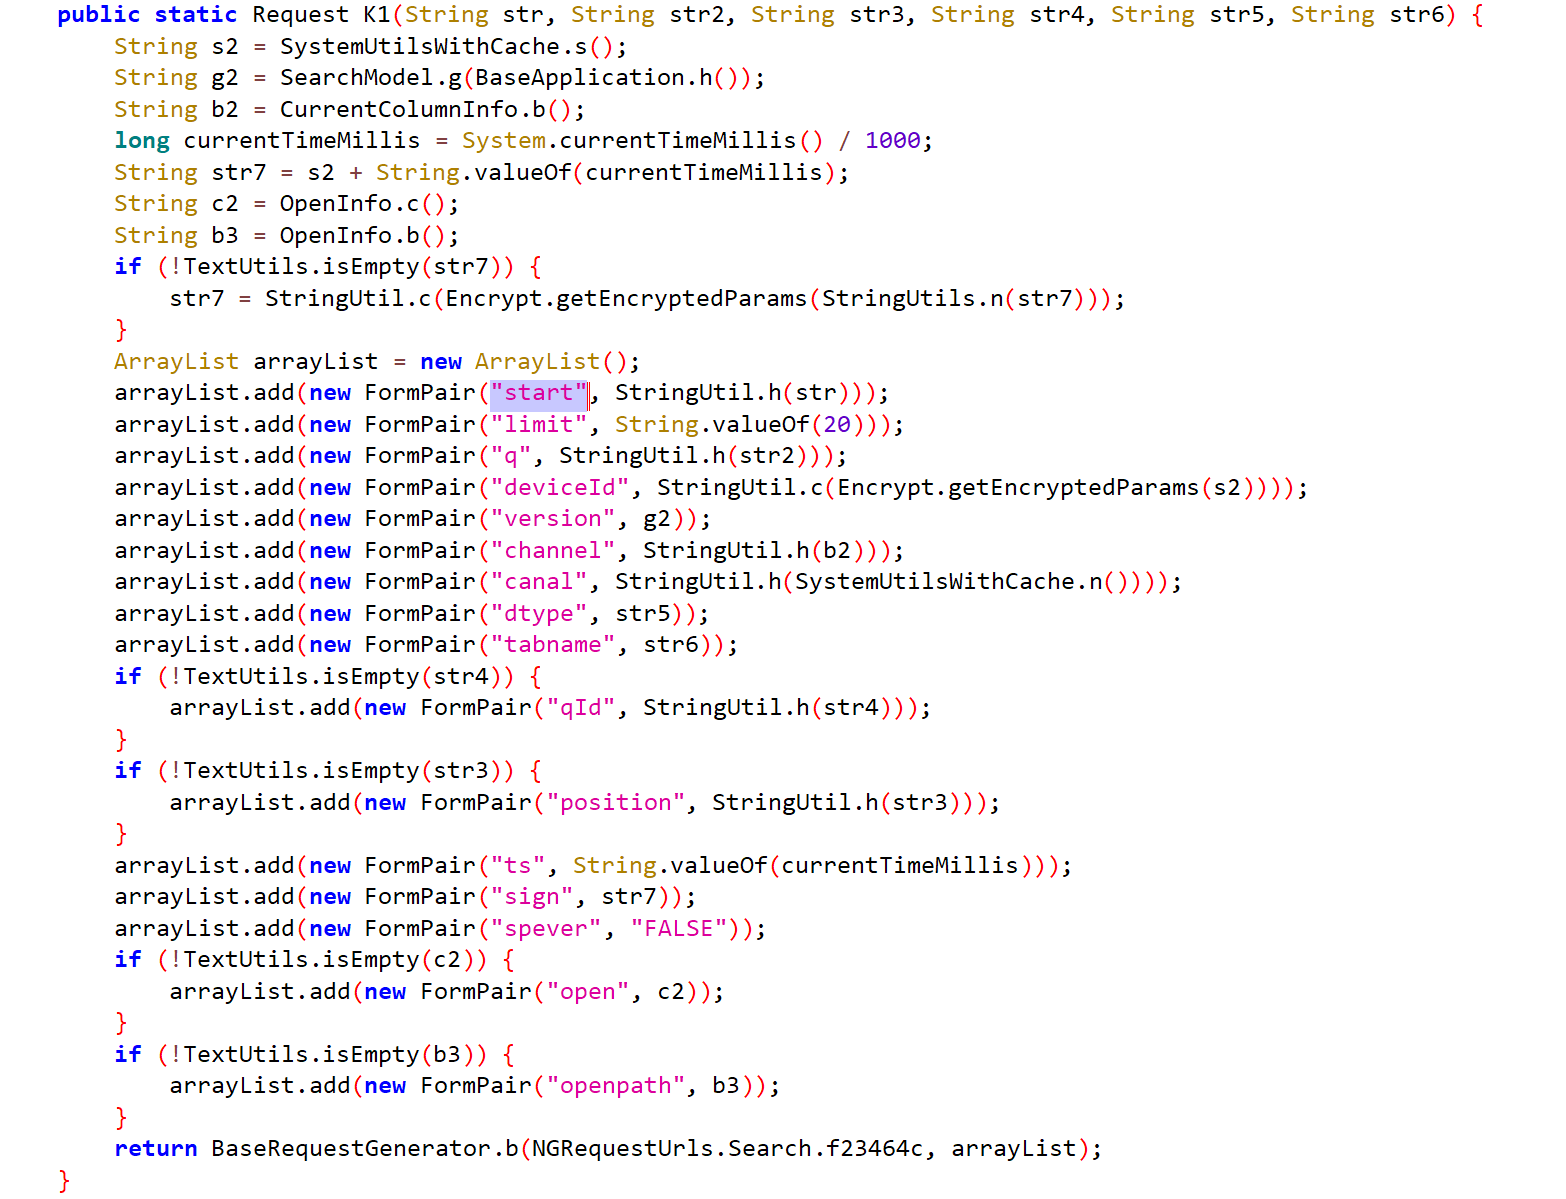 public static Request K1(String str, String str2, String str3, String str4, String str5, String str6) {
String s2 = SystemUtilsWithCache.s();
String g2 = SearchModel.g(BaseApplication.h());
String b2 = CurrentColumnInfo.b();
long currentTimeMillis = System.currentTimeMillis() / 1000;
String str7 = s2 + String.valueOf(currentTimeMillis);
String c2 = OpenInfo.c();
String b3 = OpenInfo.b();
if (!TextUtils.isEmpty(str7)) {
str7 = StringUtil.c(Encrypt.getEncryptedParams(StringUtils.n(str7)));
}
ArrayList arrayList = new ArrayList();
arrayList.add(new FormPair("start", StringUtil.h(str)));
arrayList.add(new FormPair("limit", String.valueOf(20)));
arrayList.add(new FormPair("q", StringUtil.h(str2)));
arrayList.add(new FormPair("deviceId", StringUtil.c(Encrypt.getEncryptedParams(s2))));
arrayList.add(new FormPair("version", g2));
arrayList.add(new FormPair("channel", StringUtil.h(b2)));
arrayList.add(new FormPair("canal", StringUtil.h(SystemUtilsWithCache.n())));
arrayList.add(new FormPair("dtype", str5));
arrayList.add(new FormPair("tabname", str6));
if (!TextUtils.isEmpty(str4)) {
arrayList.add(new FormPair("qId", StringUtil.h(str4)));
}
if (!TextUtils.isEmpty(str3)) {
arrayList.add(new FormPair("position", StringUtil.h(str3)));
}
arrayList.add(new FormPair("ts", String.valueOf(currentTimeMillis)));
arrayList.add(new FormPair("sign", str7));
arrayList.add(new FormPair("spever", "FALSE"));
if (!TextUtils.isEmpty(c2)) {
arrayList.add(new FormPair("open", c2));
}
if (!TextUtils.isEmpty(b3)) {
arrayList.add(new FormPair("openpath", b3));
}
return BaseRequestGenerator.b(NGRequestUrls.Search.f23464c, arrayList);
}